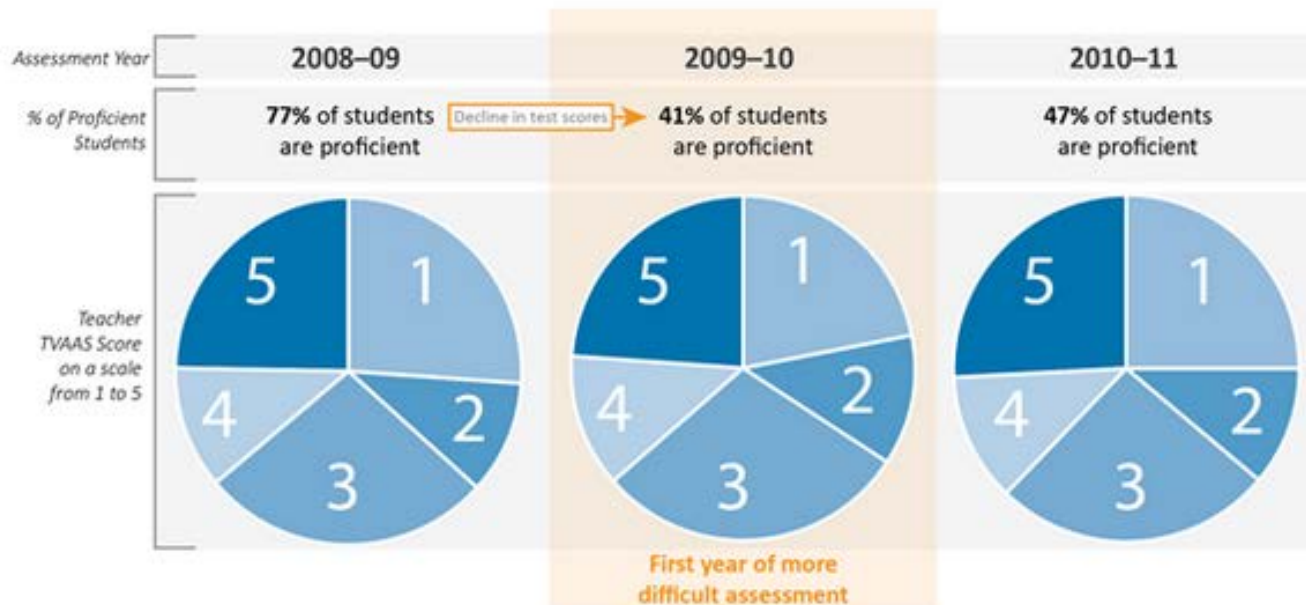 Assessment Year
2008–09
2009–10
2010–11
% of Proficient
Students
77% of students
are proficient
Decline in test scores
41% of students
are proficient
47% of students
are proficient
Teacher
TVAAS Score
on a scale
from 1 to 5
5
1
4
2
3
5
1
4
2
3
5
1
4
2
3
First year of more
difficult assessment